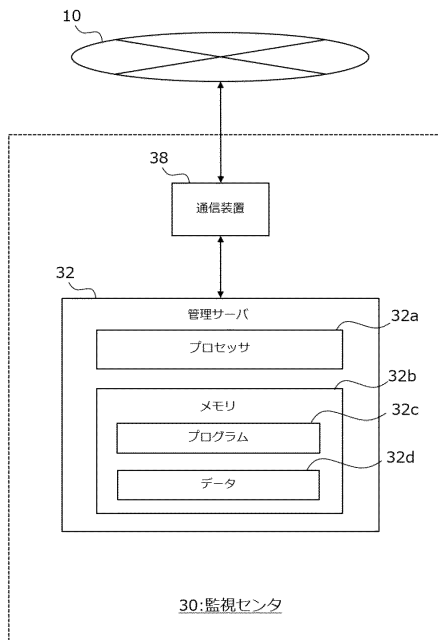 10
38
通信装置
32
管理サーバ
32a
プロセッサ
32b
メモリ
32c
プログラム
32d
データ
30:監視センタ